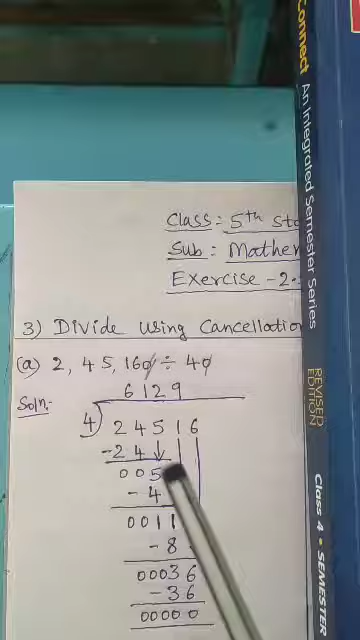 Connect An Integrated Semester Series
REVISED EDITION
Class 4 • SEMESTER
Class: 5th
Sub:
Exercise - 2.
3) Divide Using Cancellation
(a) 2, 45, 160 ÷ 40
Soln:-
6129
4) 24516
-24
005
-4
0011
-8
00036
-36
00000